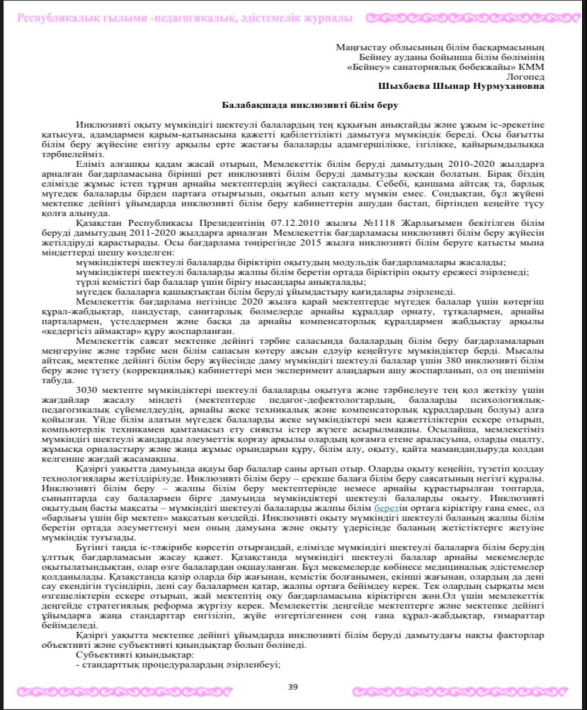 Республикалық ғылыми -педагогикалық, әдістемелік журналы
Маңғыстау облысының білім басқармасының
Бейнеу ауданы бойынша білім бөлімінің
«Бейнеу» санаториялық бөбекжайы» КММ
Логопед
Шыхбаева Шынар Нурмухановна
Балабақшада инклюзивті білім беру
Инклюзивті оқыту мүмкіндігі шектеулі балалардың тең құқығын анықтайды және ұжым іс-әрекетіне
қатысуға, адамдармен қарым-қатынасына қажетті қабілеттілікті дамытуға мүмкіндік береді. Осы бағытты
білім беру жүйесіне енгізу арқылы ерте жастағы балаларды адамгершілікке, ізгілікке, қайырымдылыққа
тәрбиелейміз.
Еліміз алғашқы қадам жасай отырып, Мемлекеттік білім беруді дамытудың 2010-2020 жылдарға
арналған бағдарламасына бірінші рет инклюзивті білім беруді дамытуды қосқан болатын. Бірақ біздің
елімізде жұмыс істеп тұрған арнайы мектептердің жүйесі сақталады. Себебі, қаншама айтсақ та, барлық
мүгедек балаларды бірден партаға отырғызып, оқытып алып кету мүмкін емес. Сондықтан, бұл жүйені
мектепке дейінгі ұйымдарда инклюзивті білім беру кабинеттерін ашудан бастап, біртіндеп кеңейте түсу
қолға алынуда.
Қазақстан Республикасы Президентінің 07.12.2010 жылғы №1118 Жарлығымен бекітілген білім
беруді дамытудың 2011-2020 жылдарға арналған Мемлекеттік бағдарламасы инклюзивті білім беру жүйесін
жетілдіруді қарастырады. Осы бағдарлама төңірегінде 2015 жылға инклюзивті білім беруге қатысты мына
міндеттерді шешу көзделген:
мүмкіндіктері шектеулі балаларды біріктіріп оқытудың модульдік бағдарламалары жасалады;
мүмкіндіктері шектеулі балаларды жалпы білім беретін ортада біріктіріп оқыту ережесі әзірленеді;
түрлі кемістігі бар балалар үшін бірігу нысандары анықталады;
мүгедек балаларға қашықтықтан білім беруді ұйымдастыру қағидалары әзірленеді.
Мемлекеттік бағдарлама негізінде 2020 жылға қарай мектептерде мүгедек балалар үшін көтергіш
құрал-жабдықтар, пандустар, санитарлық бөлмелерде арнайы құралдар орнату, тұтқалармен, арнайы
парталармен, үстелдермен және басқа да арнайы компенсаторлық құралдармен жабдықтау арқылы
«кедергісіз аймақтар» құру жоспарланған.
Мемлекеттік саясат мектепке дейінгі тәрбие саласында балалардың білім беру бағдарламаларын
меңгеруіне және тәрбие мен білім сапасын көтеру аясын едәуір кеңейтуге мүмкіндіктер берді. Мысалы
айтсақ, мектепке дейінгі білім беру жүйесінде даму мүмкіндігі шектеулі балалар үшін 380 инклюзивті білім
беру және түзету (коррекциялық) кабинеттері мен эксперимент алаңдарын ашу жоспарланып, ол оң шешімін
табуда.
3030 мектепте мүмкіндіктері шектеулі балаларды оқытуға және тәрбиелеуге тең қол жеткізу үшін
жағдайлар жасалу міндеті (мектептерде педагог-дефектологтардың, балаларды психологиялық-
педагогикалық сүйемелдеудің, арнайы жеке техникалық және компенсаторлық құралдардың болуы) алға
қойылған. Үйде білім алатын мүгедек балаларды жеке мүмкіндіктері мен қажеттіліктерін ескере отырып,
компьютерлік техникамен қамтамасыз ету сияқты істер жүзеге асырылмақшы. Осылайша, мемлекетіміз
мүмкіндігі шектеулі жандарды әлеуметтік қорғау арқылы олардың қоғамға етене араласуына, оларды оңалту,
жұмысқа орналастыру және жаңа жұмыс орындарын құру, білім алу, оқыту, қайта мамандандыруда қолдан
келгенше жағдай жасамақшы.
Қазіргі уақытта дамуында ақауы бар балалар саны артып отыр. Оларды оқыту кеңейіп, түзетіп қолдау
технологиялары жетілдірілуде. Инклюзивті білім беру – ерекше балаға білім беру саясатының негізгі құралы.
Инклюзивті білім беру – жалпы білім беру мектептерінде немесе арнайы құрастырылған топтарда,
сыныптарда сау балалармен бірге дамуында мүмкіндіктері шектеулі балаларды оқыту. Инклюзивті
оқытудың басты мақсаты – мүмкіндіктері шектеулі балаларды жалпы білім беретін ортаға кіріктіру ғана емес, ол
«барлығы үшін бір мектеп» мақсатын көздейді. Инклюзивті оқыту мүмкіндігі шектеулі баланың жалпы білім
беретін ортада әлеуметтенуі мен оның дамуына және оқыту үдерісінде баланың жетістіктерге жетуіне
мүмкіндік туғызады.
Бүгінгі таңда іс-тәжірибе көрсетіп отырғандай, елімізде мүмкіндігі шектеулі балаларға білім берудің
ұлттық бағдарламасын жасау қажет. Қазақстанда мүмкіндігі шектеулі балалар арнайы мекемелерде
оқытылатындықтан, олар өзге балалардан оқшауланған. Бұл мекемелерде көбінесе медициналық әдістемелер
қолданылады. Қазақстанда қазір оларда бір жағынан, кемістік болғанымен, екінші жағынан, олардың да дені
сау екендігін түсіндіріп, дені сау балалармен қатар, жалпы ортаға бейімдеу керек. Тек олардың сырқаты мен
өзгешеліктерін ескере отырып, жай мектептің оқу бағдарламасына кіріктірген жөн.Ол үшін мемлекеттік
деңгейде стратегиялық реформа жүргізу керек. Мемлекеттік деңгейде мектептерге және мектепке дейінгі
ұйымдарға жаңа стандарттар енгізіліп, жүйе өзгертілгеннен соң ғана құрал-жабдықтар, ғимараттар
бейімделеді.
Қазіргі уақытта мектепке дейінгі ұйымдарда инклюзивті білім беруді дамытудағы нақты факторлар
объективті және субъективті қиындықтар болып бөлінеді.
Субъективті қиындықтар:
- стандарттық процедуралардың әзірленбеуі;
39